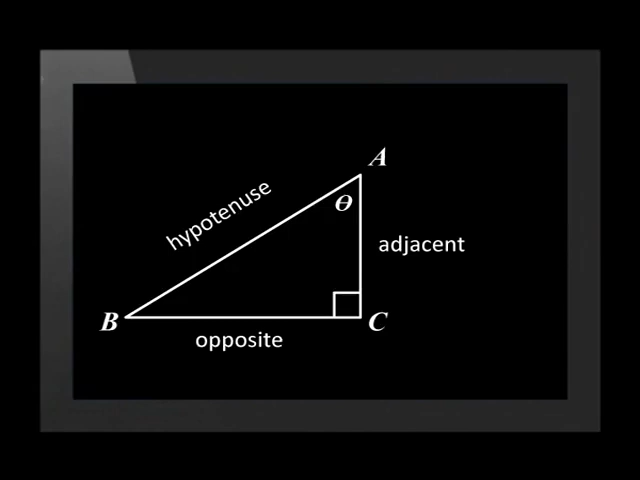 A
hypotenuse
θ
adjacent
B
C
opposite